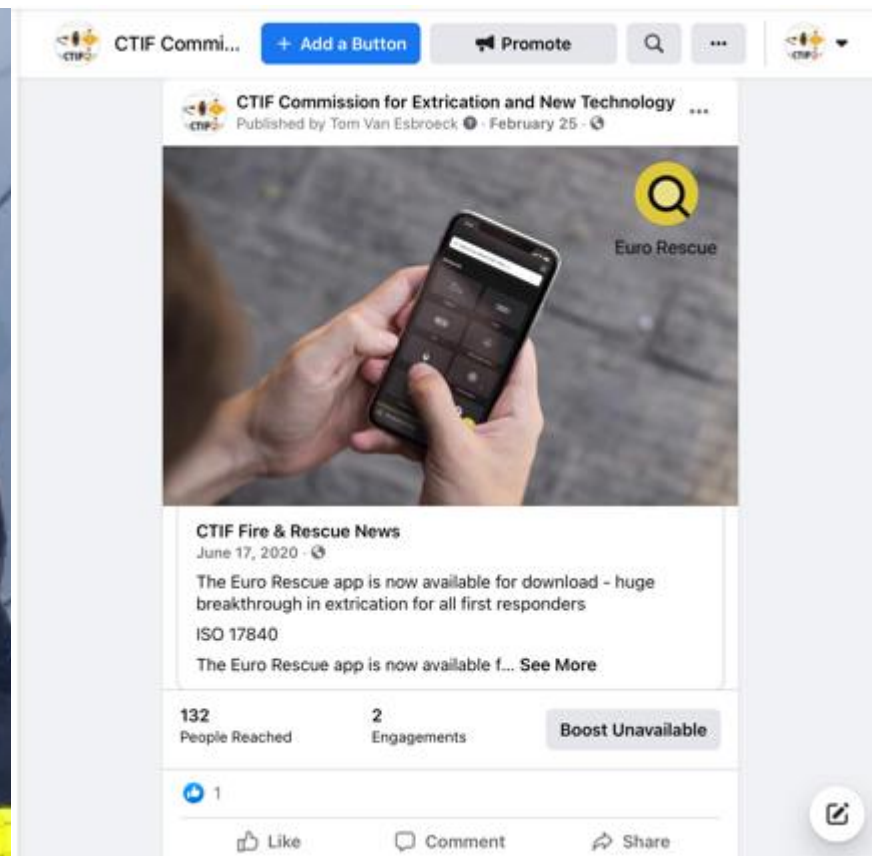 CTIF Commi...
+ Add a Button
Promote
CTIF
CTIF Commission for Extrication and New Technology
Published by Tom Van Esbroeck · February 25 ·
Euro Rescue
CTIF Fire & Rescue News
June 17, 2020 ·
The Euro Rescue app is now available for download - huge
breakthrough in extrication for all first responders
ISO 17840
The Euro Rescue app is now available f... See More
132
People Reached
2
Engagements
Boost Unavailable
1
Like
Comment
Share